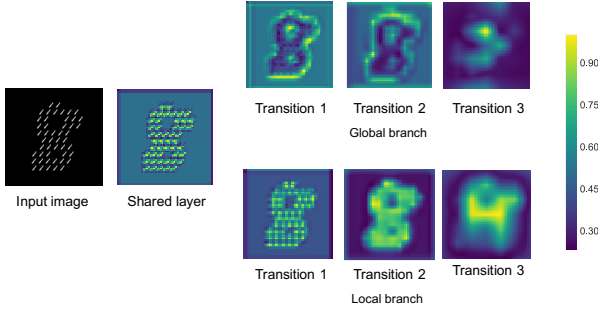 Transition 1
Transition 2
Transition 3
Global branch
Input image
Shared layer
Transition 1
Transition 2
Transition 3
Local branch
0.90
0.75
0.60
0.45
0.30